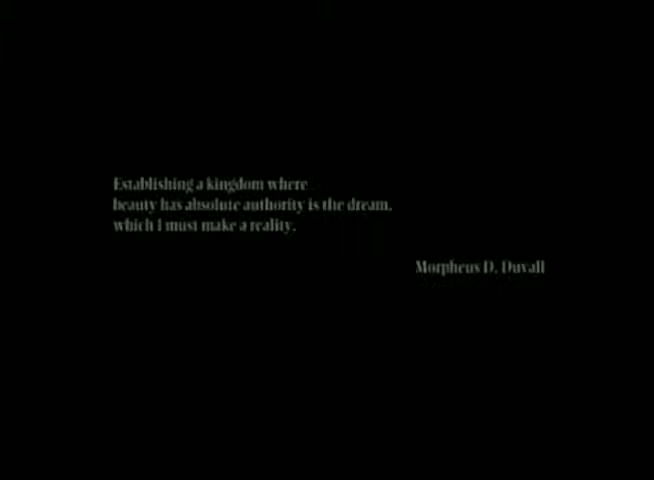 Establishing a kingdom where
beauty has absolute authority is the dream,
which I must make a reality.
Morpheus D. Duvall